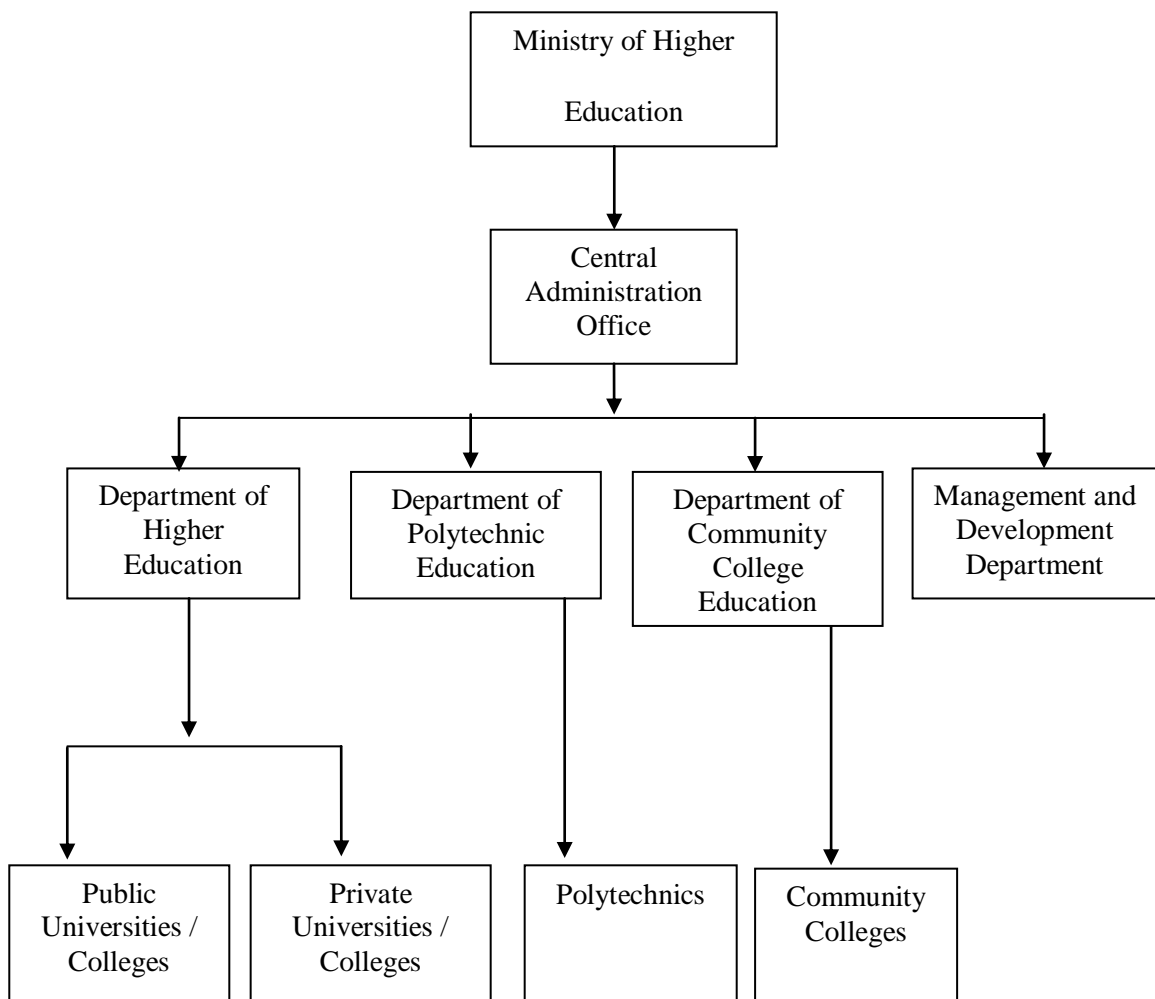 Ministry of Higher
Education
Central
Administration
Office
Department of
Higher
Education
Department of
Polytechnic
Education
Department of
Community
College
Education
Management and
Development
Department
Public
Universities /
Colleges
Private
Universities /
Colleges
Polytechnics
Community
Colleges